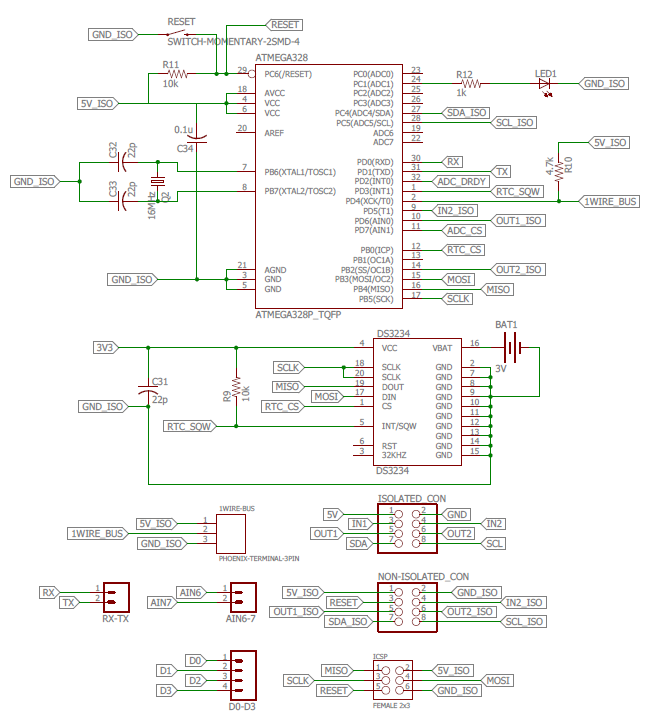 RESET
RESET
GND_ISO
SWITCH-MOMENTARY-2SMD-4
ATMEGA328
R11
10k
29 PC6(/RESET)
5V_ISO
18 AVCC
4 VCC
6 VCC
0.1u
C34
20 AREF
C32
22p
7 PB6(XTAL1/TOSC1)
GND_ISO
C33
22p
16MHz
Q2
8 PB7(XTAL2/TOSC2)
GND_ISO
21 AGND
3 GND
5 GND
PC0(ADC0) 23
PC1(ADC1) 24
PC2(ADC2) 25
PC3(ADC3) 26
PC4(ADC4/SDA) 27 SDA_ISO
PC5(ADC5/SCL) 28 SCL_ISO
ADC6 19
ADC7 22
R12
1k
LED1
GND_ISO
PD0(RXD) 30 RX
PD1(TXD) 31 TX
PD2(INT0) 32 ADC_DRDY
PD3(INT1) 1 RTC_SQW
PD4(XCK/T0) 2 1WIRE_BUS
PD5(T1) 9 IN2_ISO
PD6(AIN0) 10 OUT1_ISO
PD7(AIN1) 11 ADC_CS
5V_ISO
4.7k
R10
PB0(ICP) 12 RTC_CS
PB1(OC1A) 13
PB2(SS/OC1B) 14 OUT2_ISO
PB3(MOSI/OC2) 15 MOSI
PB4(MISO) 16 MISO
PB5(SCK) 17 SCLK
ATMEGA328P_TQFP
DS3234
BAT1
3V
3V3
4 VCC
VBAT 16
SCLK 18 SCLK
20 SCLK
MISO 19 DOUT
MOSI 17 DIN
RTC_CS 1 CS
RTC_SQW 5 INT/SQW
6 RST
3 32KHZ
GND 2
GND 7
GND 8
GND 9
GND 10
GND 11
GND 12
GND 13
GND 14
GND 15
C31
22p
GND_ISO
R9
10k
DS3234
1WIRE-BUS
5V_ISO 1
1WIRE_BUS 2
GND_ISO 3
PHOENIX-TERMINAL-3PIN
ISOLATED_CON
5V 1 2 GND
IN1 3 4 IN2
OUT1 5 6 OUT2
SDA 7 8 SCL
RX 1
TX 2
RX-TX
AIN6 1
AIN7 2
AIN6-7
NON-ISOLATED_CON
5V_ISO 1 2 GND_ISO
RESET 3 4 IN2_ISO
OUT1_ISO 5 6 OUT2_ISO
SDA_ISO 7 8 SCL_ISO
D0 1
D1 2
D2 3
D3 4
D0-D3
ICSP
MISO 1 2 5V_ISO
SCLK 3 4 MOSI
RESET 5 6 GND_ISO
FEMALE 2x3